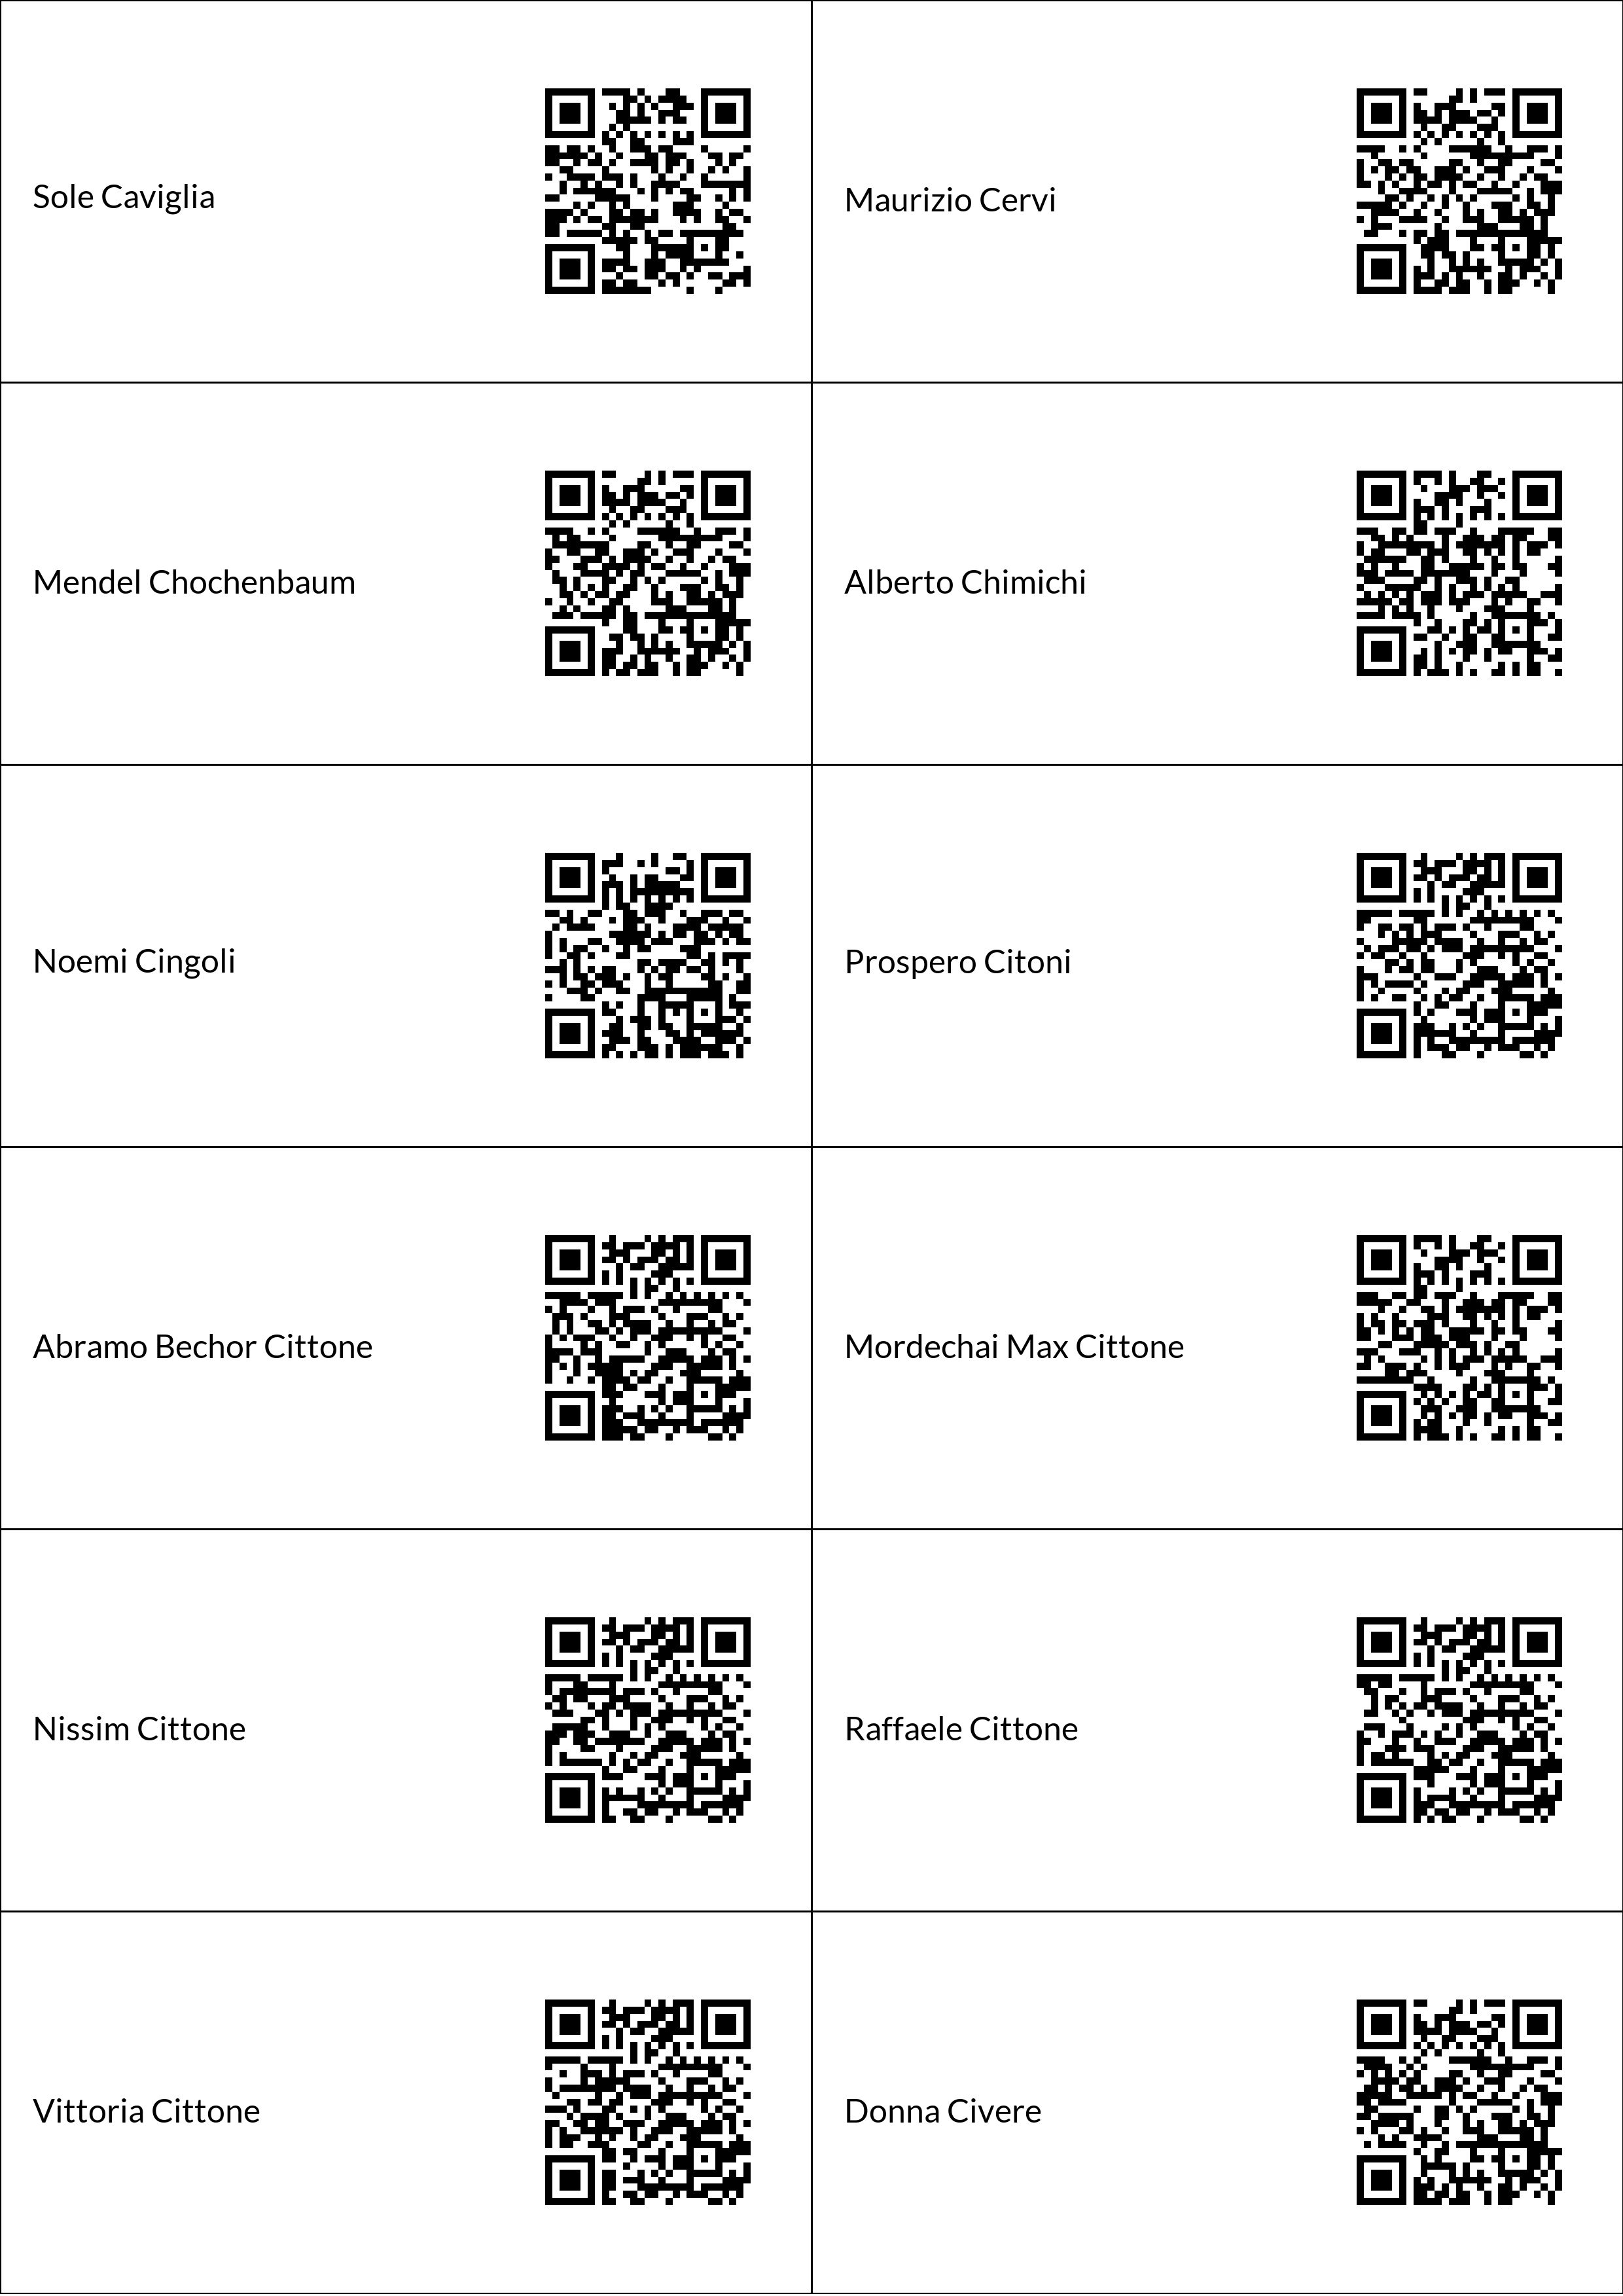 Sole Caviglia
Maurizio Cervi
Mendel Chochenbaum
Alberto Chimichi
Noemi Cingoli
Prospero Citoni
Abramo Bechor Cittone
Mordechai Max Cittone
Nissim Cittone
Raffaele Cittone
Vittoria Cittone
Donna Civere